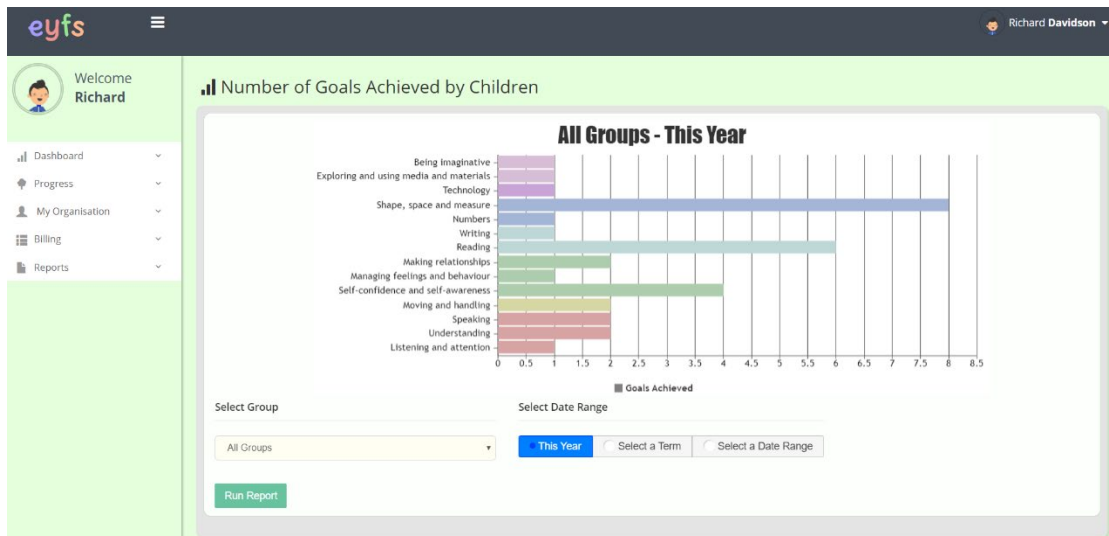 eyfs
Richard Davidson
Welcome
Richard
Dashboard
Progress
My Organisation
Billing
Reports
Number of Goals Achieved by Children
All Groups - This Year
Being imaginative
Exploring and using media and materials
Technology
Shape, space and measure
Numbers
Writing
Reading
Making relationships
Managing feelings and behaviour
Self-confidence and self-awareness
Moving and handling
Speaking
Understanding
Listening and attention
0 0.5 1 1.5 2 2.5 3 3.5 4 4.5 5 5.5 6 6.5 7 7.5 8 8.5
Goals Achieved
Select Group
Select Date Range
All Groups
This Year Select a Term Select a Date Range
Run Report